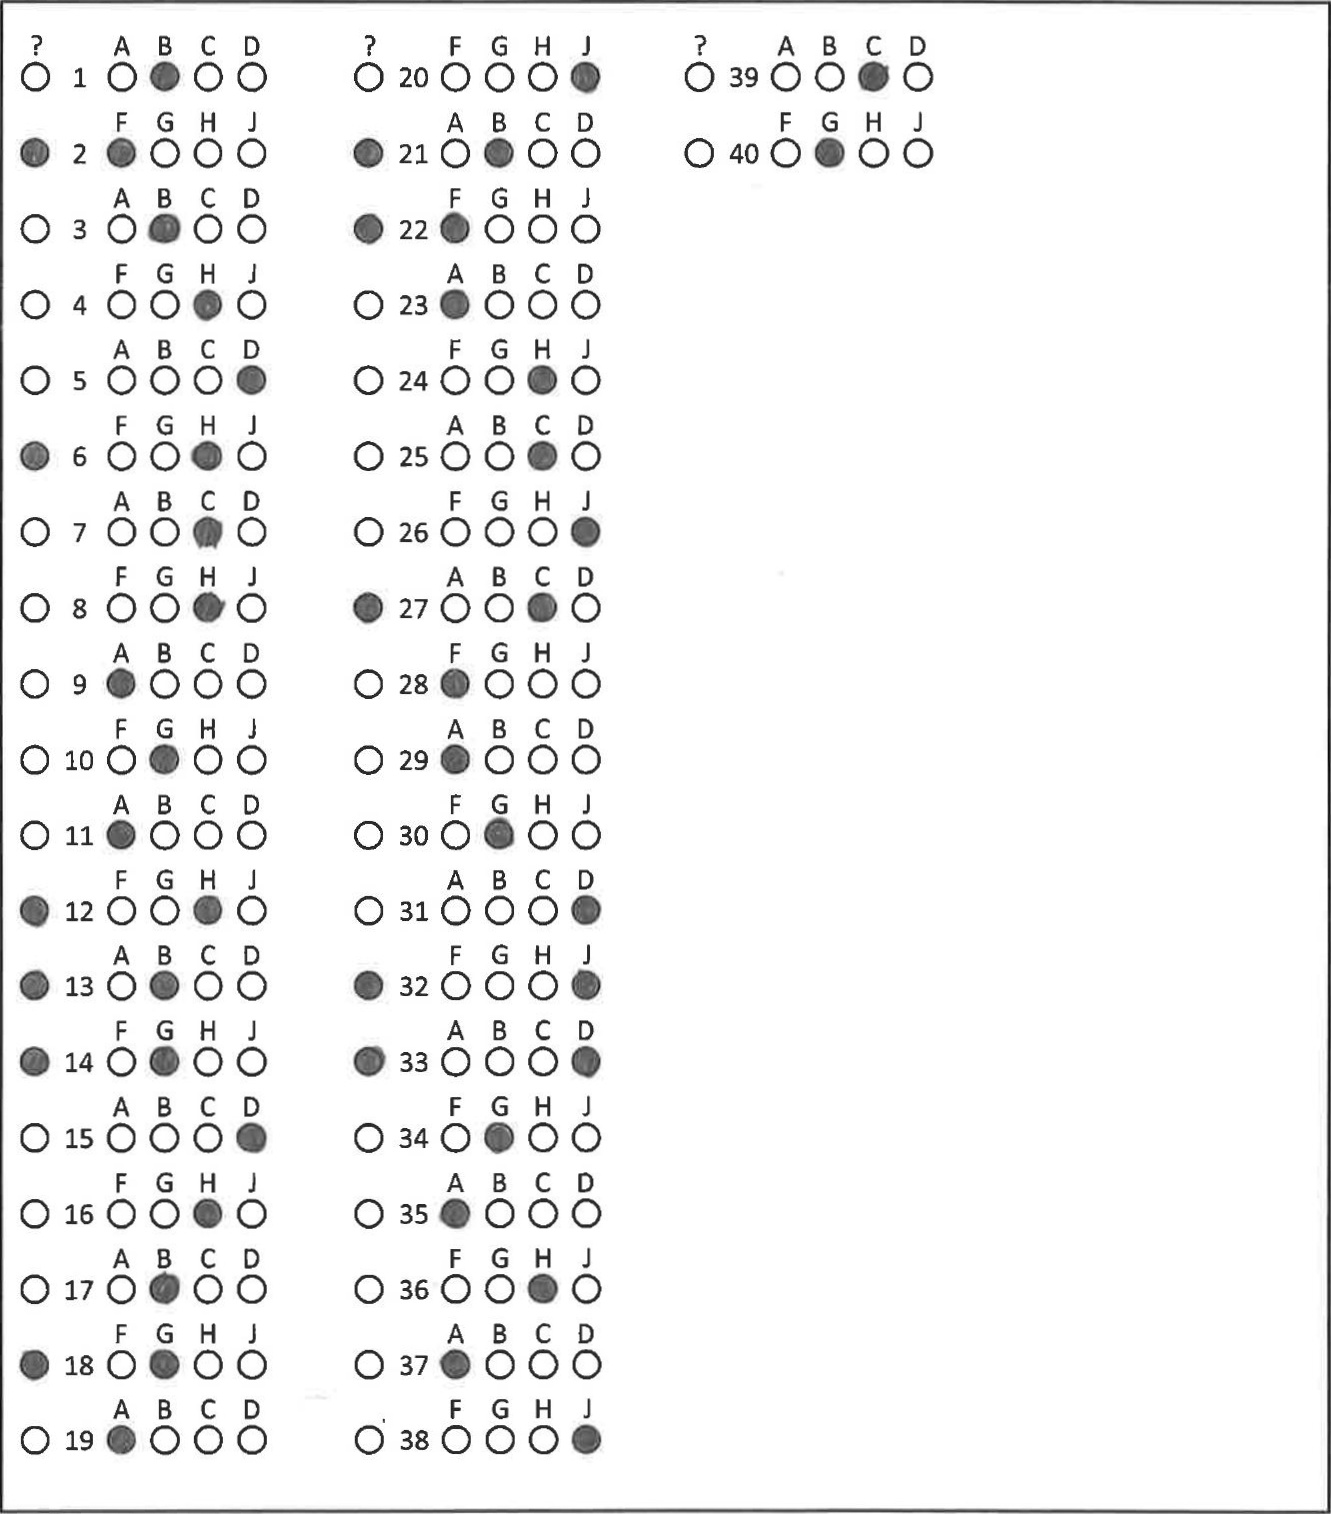 ? A B C D
1
F G H J
2
A B C D
3
F G H J
4
A B C D
5
F G H J
6
A B C D
7
F G H J
8
A B C D
9
F G H J
10
A B C D
11
F G H J
12
A B C D
13
F G H J
14
A B C D
15
F G H J
16
A B C D
17
F G H J
18
A B C D
19
? F G H J
20
A B C D
21
F G H J
22
A B C D
23
F G H J
24
A B C D
25
F G H J
26
A B C D
27
F G H J
28
A B C D
29
F G H J
30
A B C D
31
F G H J
32
A B C D
33
F G H J
34
A B C D
35
F G H J
36
A B C D
37
F G H J
38
? A B C D
39
F G H J
40